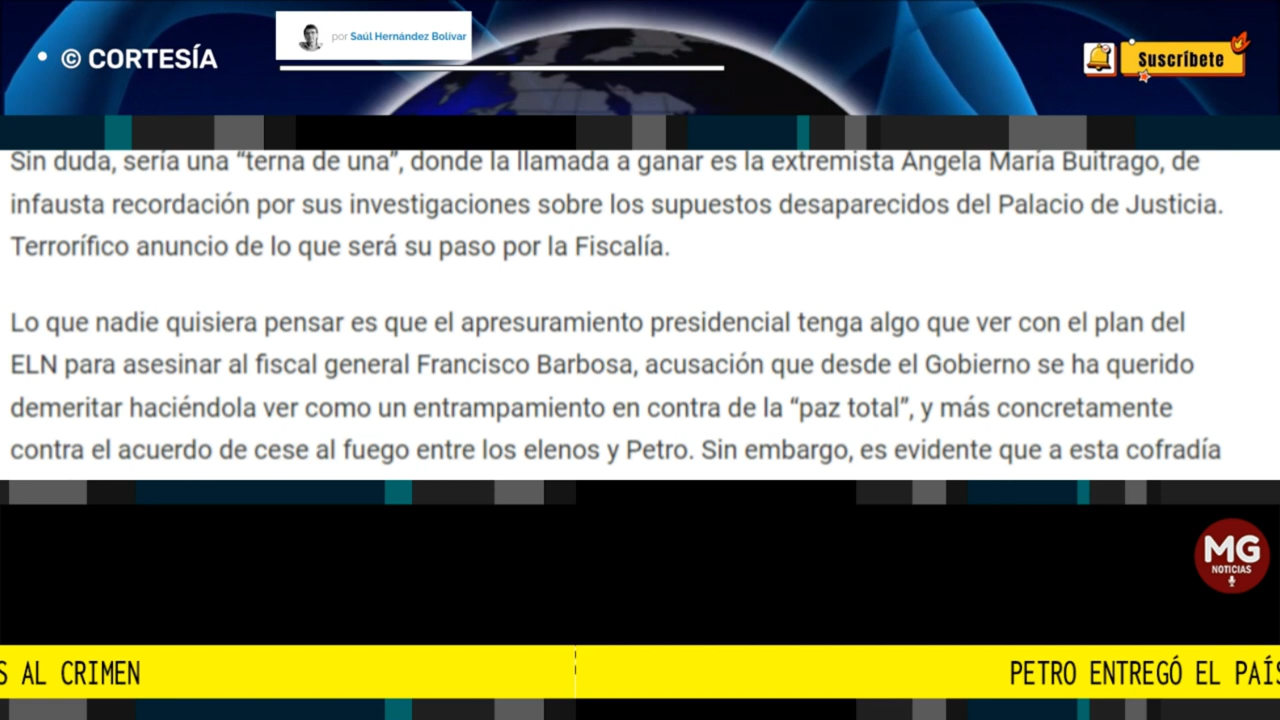 • © CORTESÍA
por Saúl Hernández Bolívar
Suscríbete
Sin duda, sería una “terna de una”, donde la llamada a ganar es la extremista Ángela María Buitrago, de
infausta recordación por sus investigaciones sobre los supuestos desaparecidos del Palacio de Justicia.
Terrorífico anuncio de lo que será su paso por la Fiscalía.
Lo que nadie quisiera pensar es que el apresuramiento presidencial tenga algo que ver con el plan del
ELN para asesinar al fiscal general Francisco Barbosa, acusación que desde el Gobierno se ha querido
demeritar haciéndola ver como un entrampamiento en contra de la “paz total”, y más concretamente
contra el acuerdo de cese al fuego entre los elenos y Petro. Sin embargo, es evidente que a esta cofradía
MG
NOTICIAS
S AL CRIMEN
PETRO ENTREGÓ EL PAÍS